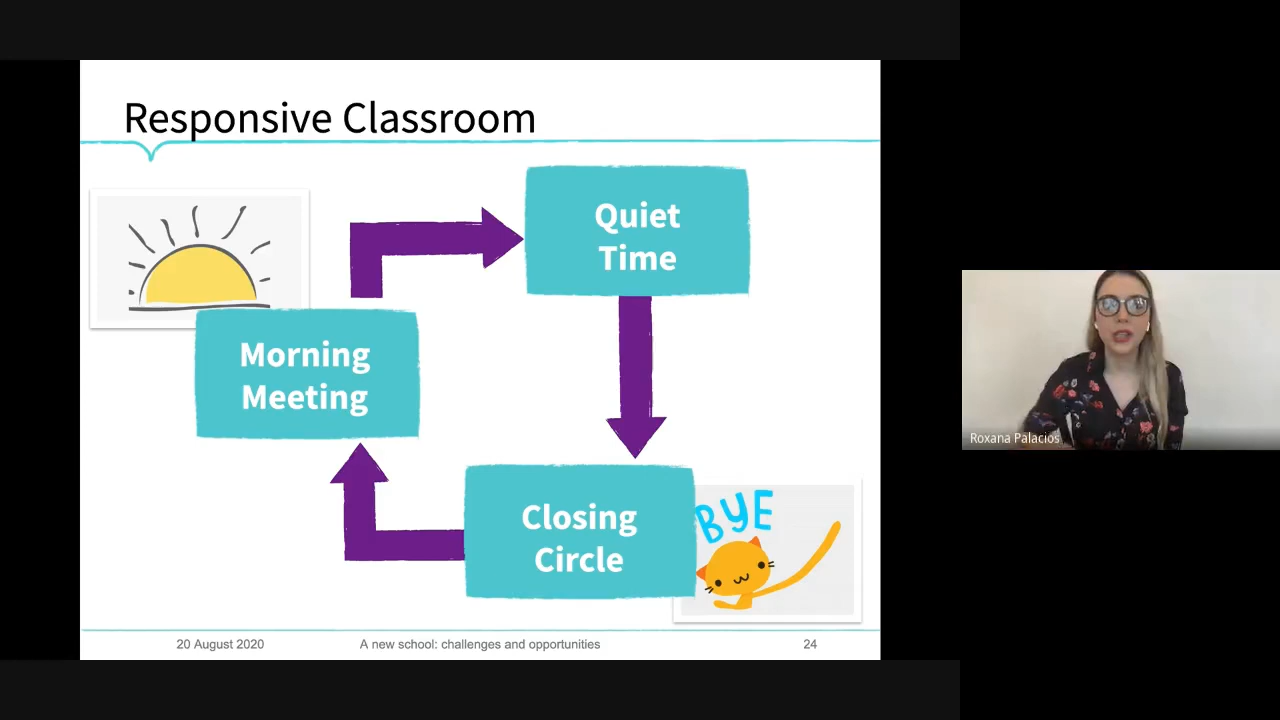 Responsive Classroom
Quiet
Time
Morning
Meeting
Closing
Circle
BYE
Roxana Palacios
20 August 2020
A new school: challenges and opportunities
24